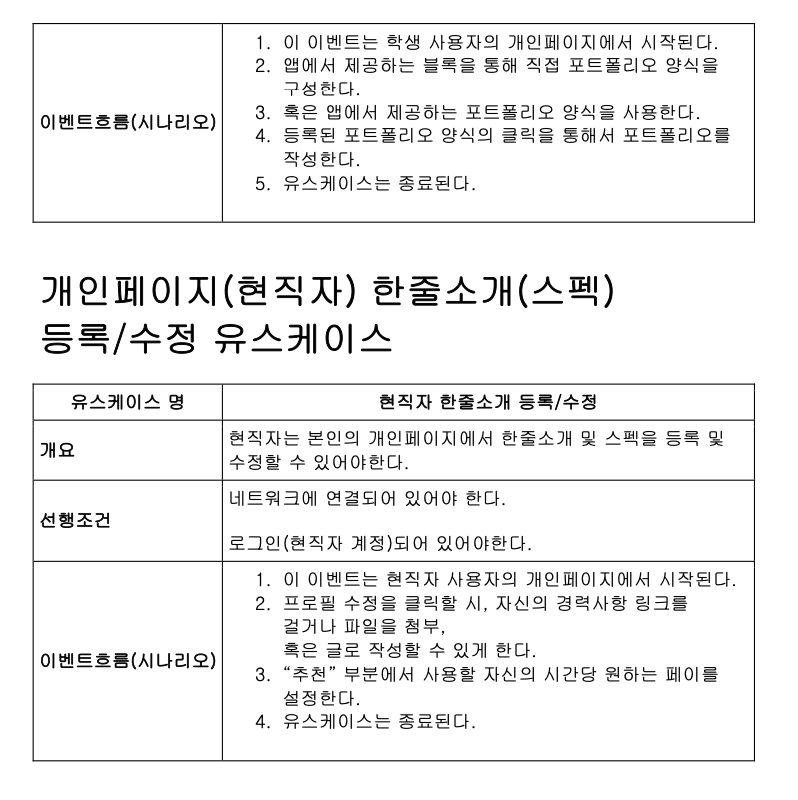 이벤트흐름(시나리오)
1. 이 이벤트는 학생 사용자의 개인페이지에서 시작된다.
2. 앱에서 제공하는 블록을 통해 직접 포트폴리오 양식을
구성한다.
3. 혹은 앱에서 제공하는 포트폴리오 양식을 사용한다.
4. 등록된 포트폴리오 양식의 클릭을 통해서 포트폴리오를
작성한다.
5. 유스케이스는 종료된다.
개인페이지(현직자) 한줄소개(스펙)
등록/수정 유스케이스
유스케이스 명
현직자 한줄소개 등록/수정
개요
현직자는 본인의 개인페이지에서 한줄소개 및 스펙을 등록 및
수정할 수 있어야한다.
선행조건
네트워크에 연결되어 있어야 한다.
로그인(현직자 계정)되어 있어야한다.
이벤트흐름(시나리오)
1. 이 이벤트는 현직자 사용자의 개인페이지에서 시작된다.
2. 프로필 수정을 클릭할 시, 자신의 경력사항 링크를
걸거나 파일을 첨부,
혹은 글로 작성할 수 있게 한다.
3. “추천” 부분에서 사용할 자신의 시간당 원하는 페이를
설정한다.
4. 유스케이스는 종료된다.